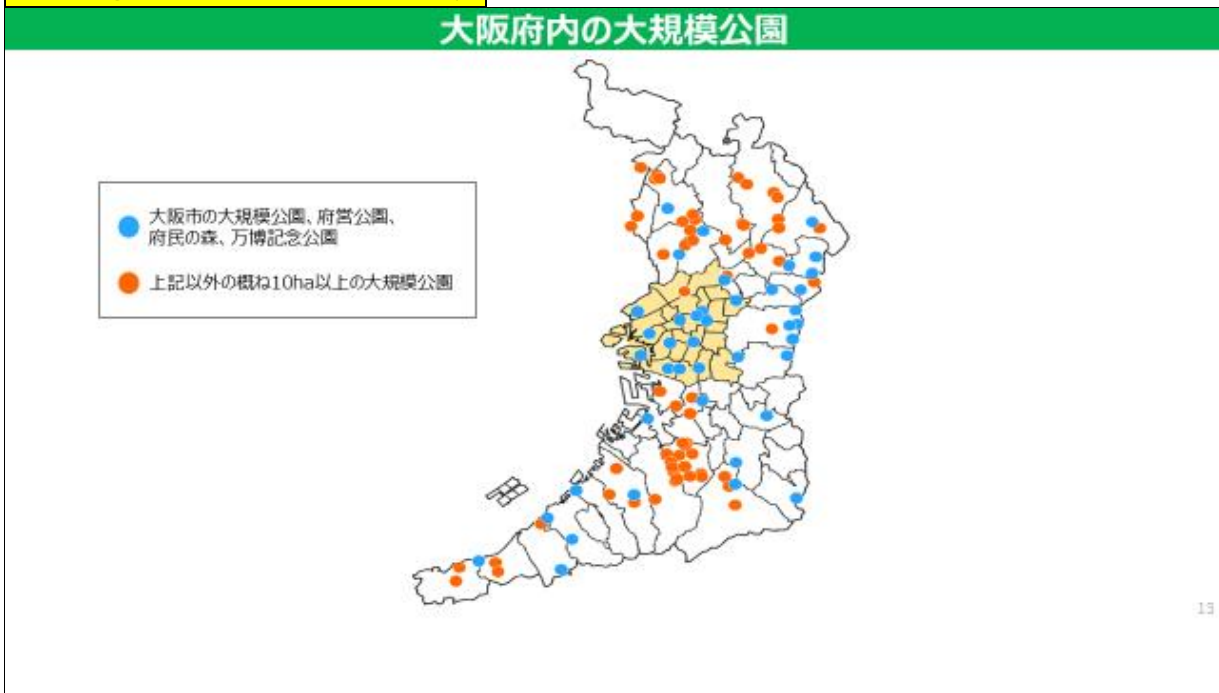 大阪府内の大規模公園
大阪市の大規模公園、府営公園、
府民の森、万博記念公園
上記以外の概ね10ha以上の大規模公園
13